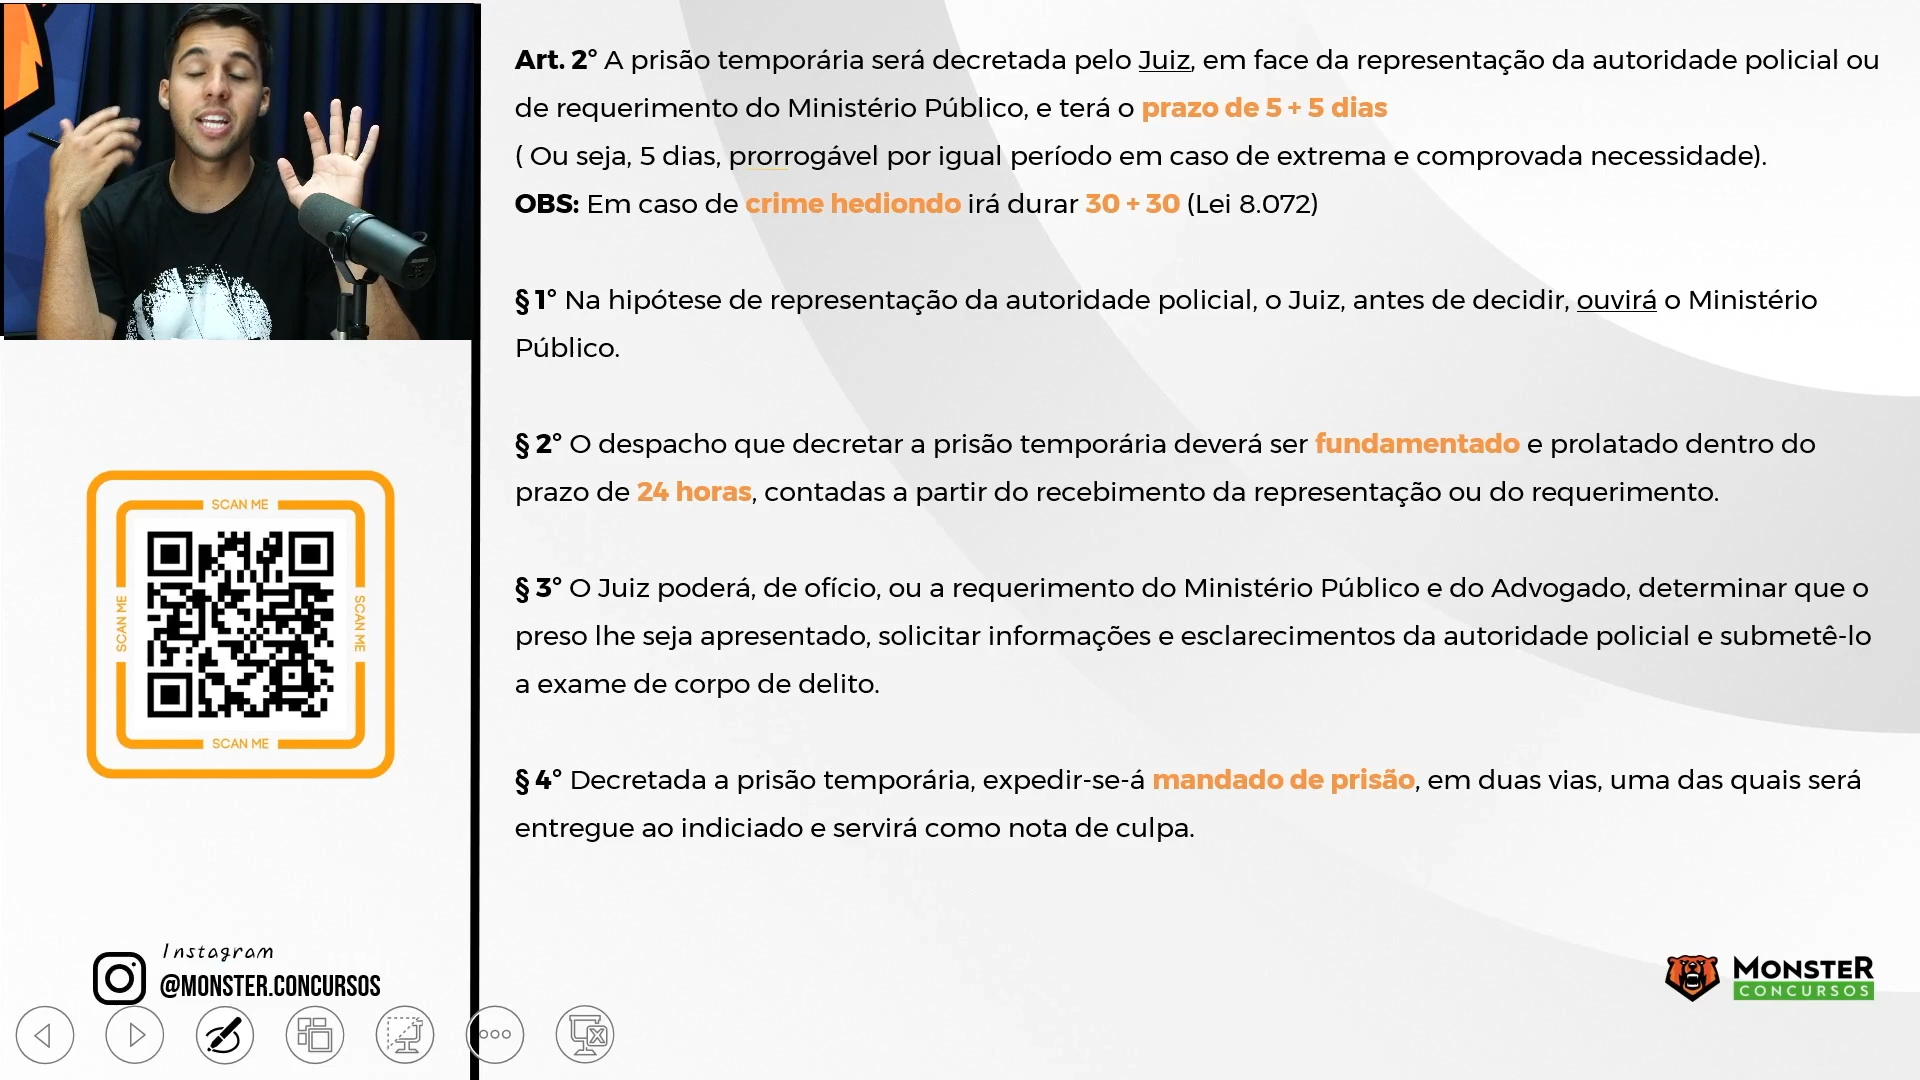 Art. 2° A prisão temporária será decretada pelo Juiz, em face da representação da autoridade policial ou
de requerimento do Ministério Público, e terá o prazo de 5 + 5 dias
( Ou seja, 5 dias, prorrogável por igual período em caso de extrema e comprovada necessidade).
OBS: Em caso de crime hediondo irá durar 30 + 30 (Lei 8.072)
§ 1° Na hipótese de representação da autoridade policial, o Juiz, antes de decidir, ouvirá o Ministério
Público.
§ 2° O despacho que decretar a prisão temporária deverá ser fundamentado e prolatado dentro do
prazo de 24 horas, contadas a partir do recebimento da representação ou do requerimento.
§ 3° O Juiz poderá, de ofício, ou a requerimento do Ministério Público e do Advogado, determinar que o
preso lhe seja apresentado, solicitar informações e esclarecimentos da autoridade policial e submetê-lo
a exame de corpo de delito.
§ 4° Decretada a prisão temporária, expedir-se-á mandado de prisão, em duas vias, uma das quais será
entregue ao indiciado e servirá como nota de culpa.
SCAN ME
SCAN ME
SCAN ME
SCAN ME
Instagram
@MONSTER.CONCURSOS
MONSTER
CONCURSOS